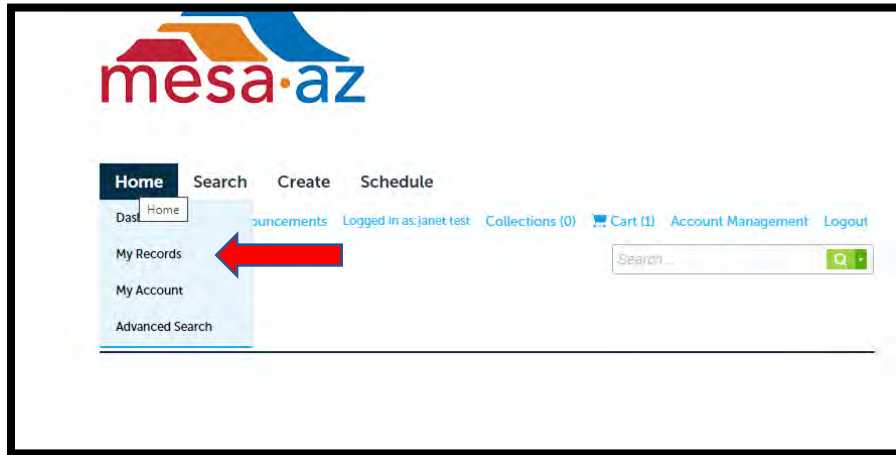 mesa·az
Home Search Create Schedule
Home
Das ouncements Logged in as:janet test Collections (0) Cart (1) Account Management Logout
My Records
Search...
My Account
Advanced Search